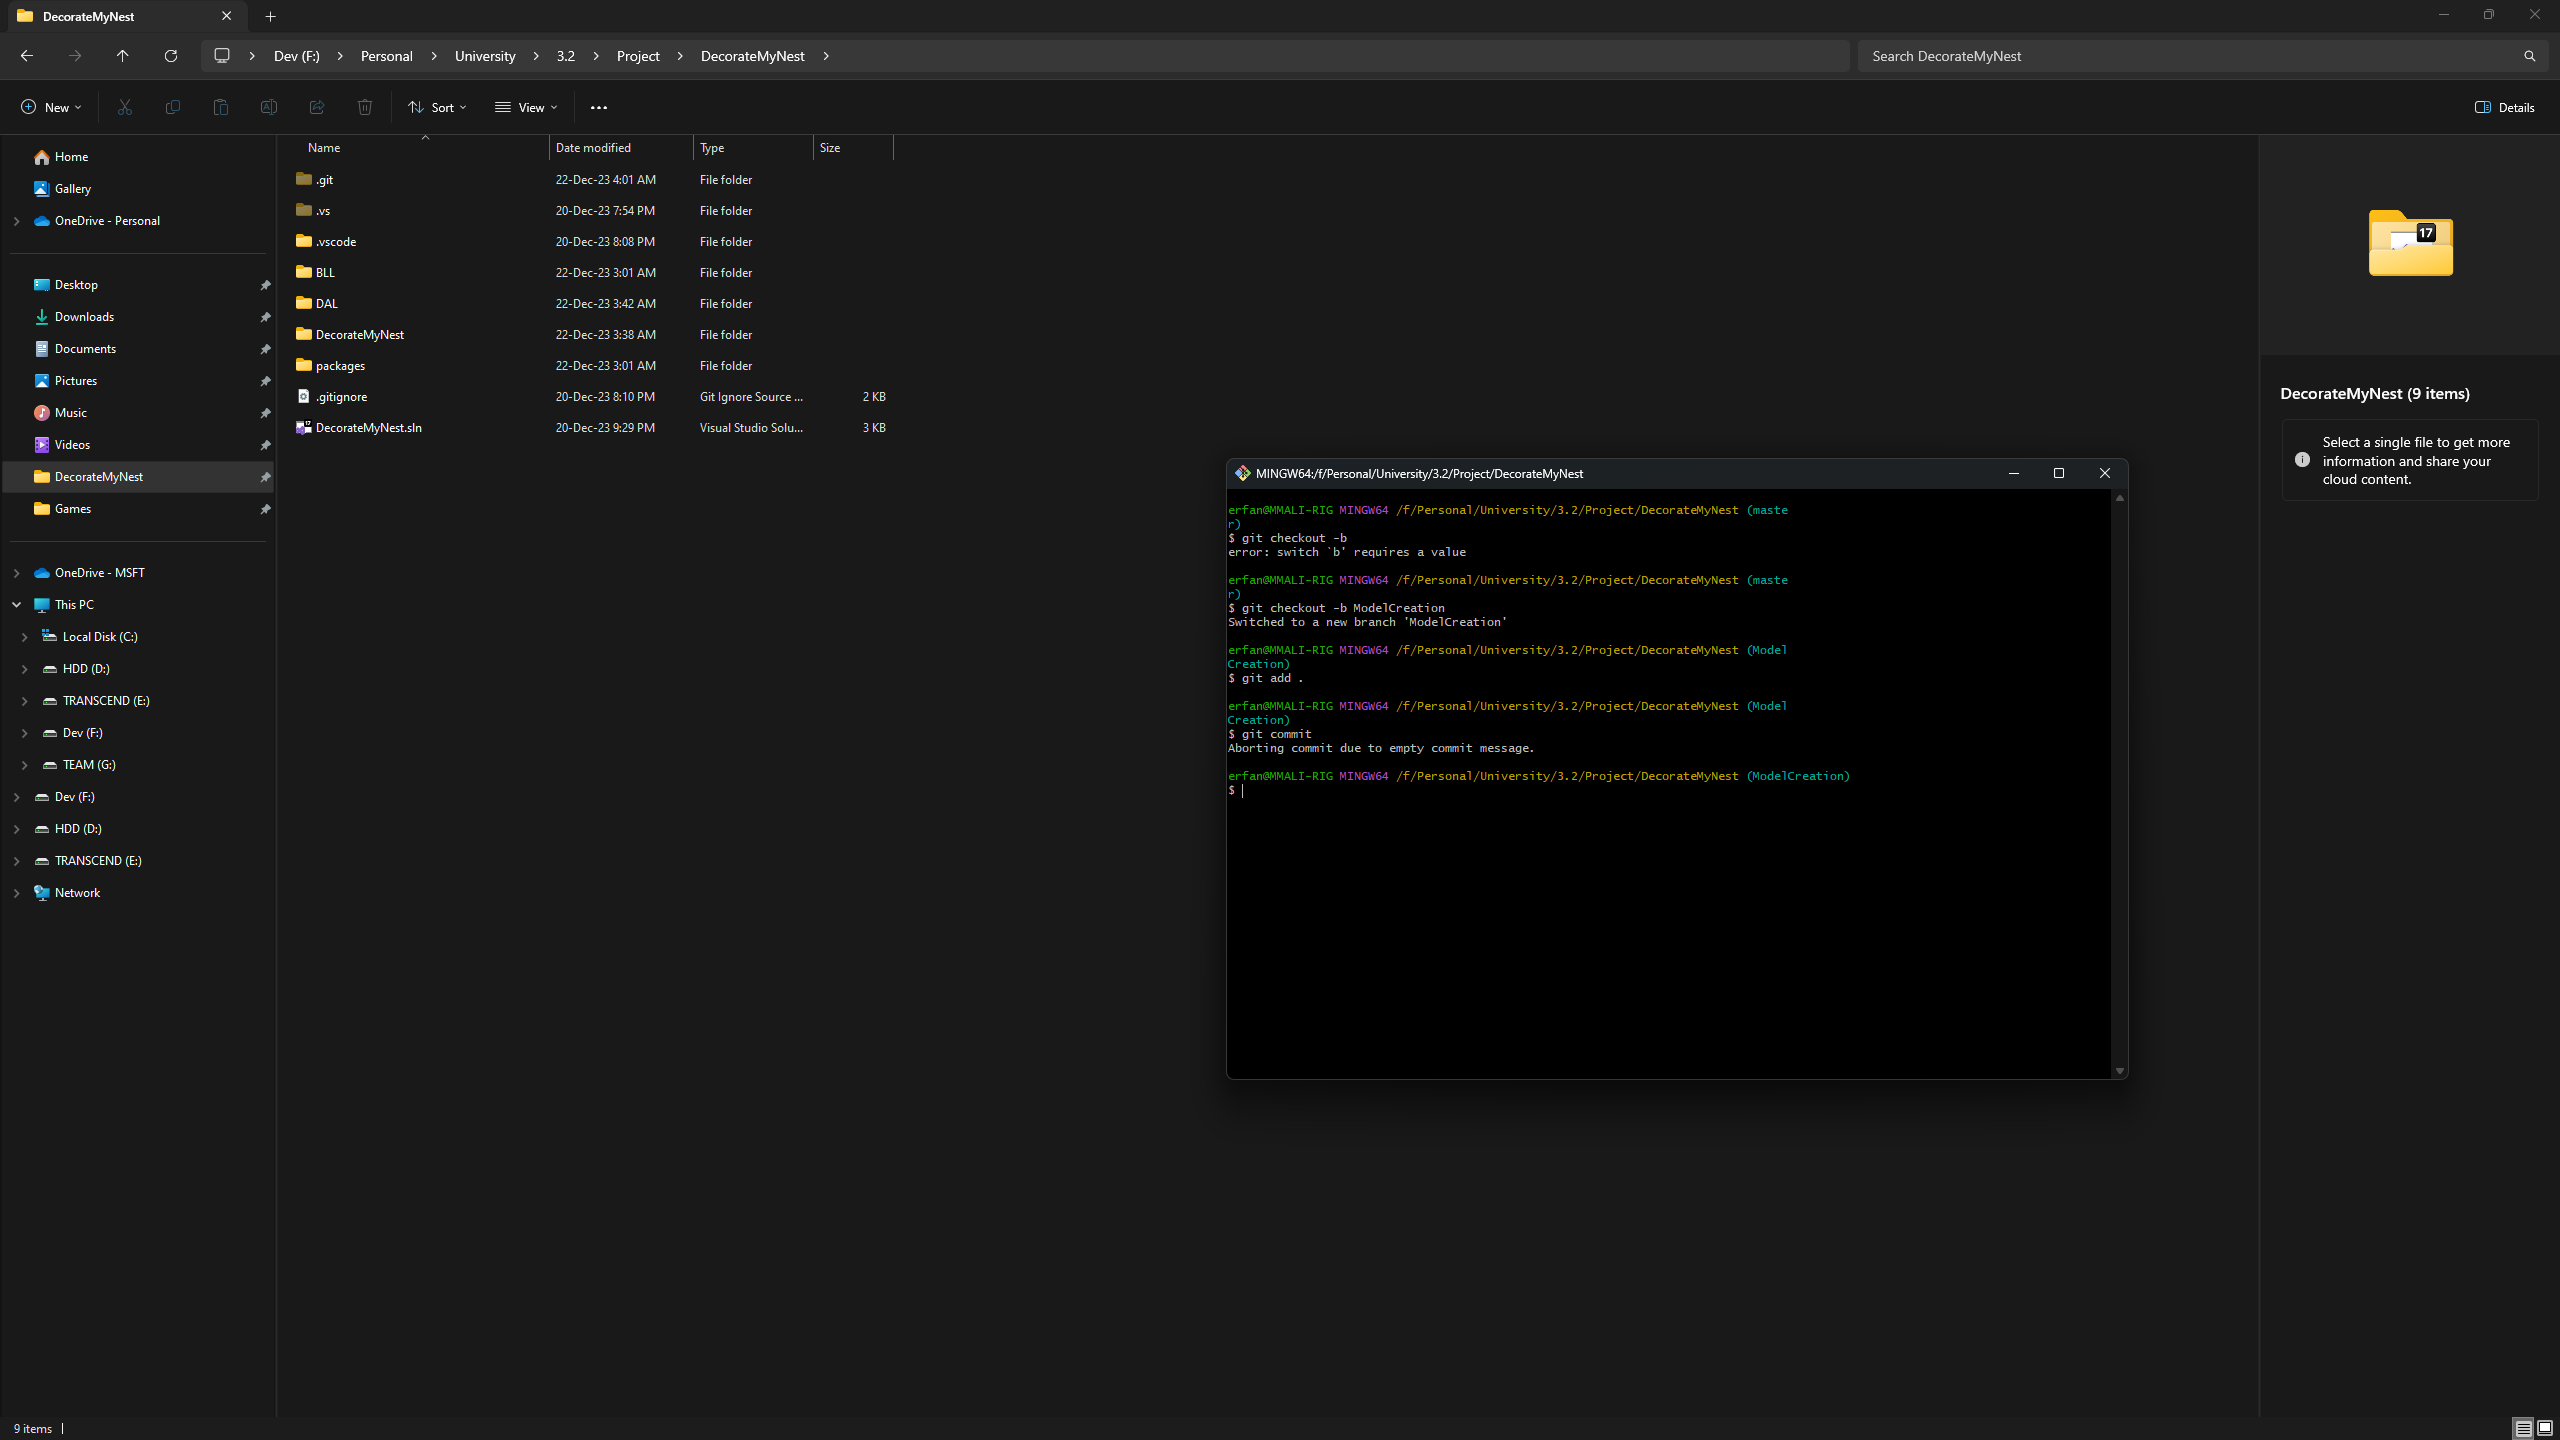 DecorateMyNest
Dev (F:) > Personal > University > 3.2 > Project > DecorateMyNest >
Search DecorateMyNest
New
Sort
View
Details
Home
Gallery
OneDrive - Personal
Desktop
Downloads
Documents
Pictures
Music
Videos
DecorateMyNest
Games
OneDrive - MSFT
This PC
Local Disk (C:)
HDD (D:)
TRANSCEND (E:)
Dev (F:)
TEAM (G:)
Dev (F:)
HDD (D:)
TRANSCEND (E:)
Network
Name Date modified Type Size
.git 22-Dec-23 4:01 AM File folder
.vs 20-Dec-23 7:54 PM File folder
.vscode 20-Dec-23 8:08 PM File folder
BLL 22-Dec-23 3:01 AM File folder
DAL 22-Dec-23 3:42 AM File folder
DecorateMyNest 22-Dec-23 3:38 AM File folder
packages 22-Dec-23 3:01 AM File folder
.gitignore 20-Dec-23 8:10 PM Git Ignore Source ... 2 KB
DecorateMyNest.sln 20-Dec-23 9:29 PM Visual Studio Solu... 3 KB
MINGW64:/f/Personal/University/3.2/Project/DecorateMyNest
erfan@MMALI-RIG MINGW64 /f/Personal/University/3.2/Project/DecorateMyNest (maste
r)
$ git checkout -b
error: switch `b' requires a value
erfan@MMALI-RIG MINGW64 /f/Personal/University/3.2/Project/DecorateMyNest (maste
r)
$ git checkout -b ModelCreation
Switched to a new branch 'ModelCreation'
erfan@MMALI-RIG MINGW64 /f/Personal/University/3.2/Project/DecorateMyNest (Model
Creation)
$ git add .
erfan@MMALI-RIG MINGW64 /f/Personal/University/3.2/Project/DecorateMyNest (Model
Creation)
$ git commit
Aborting commit due to empty commit message.
erfan@MMALI-RIG MINGW64 /f/Personal/University/3.2/Project/DecorateMyNest (ModelCreation)
$
17
DecorateMyNest (9 items)
Select a single file to get more
information and share your
cloud content.
9 items